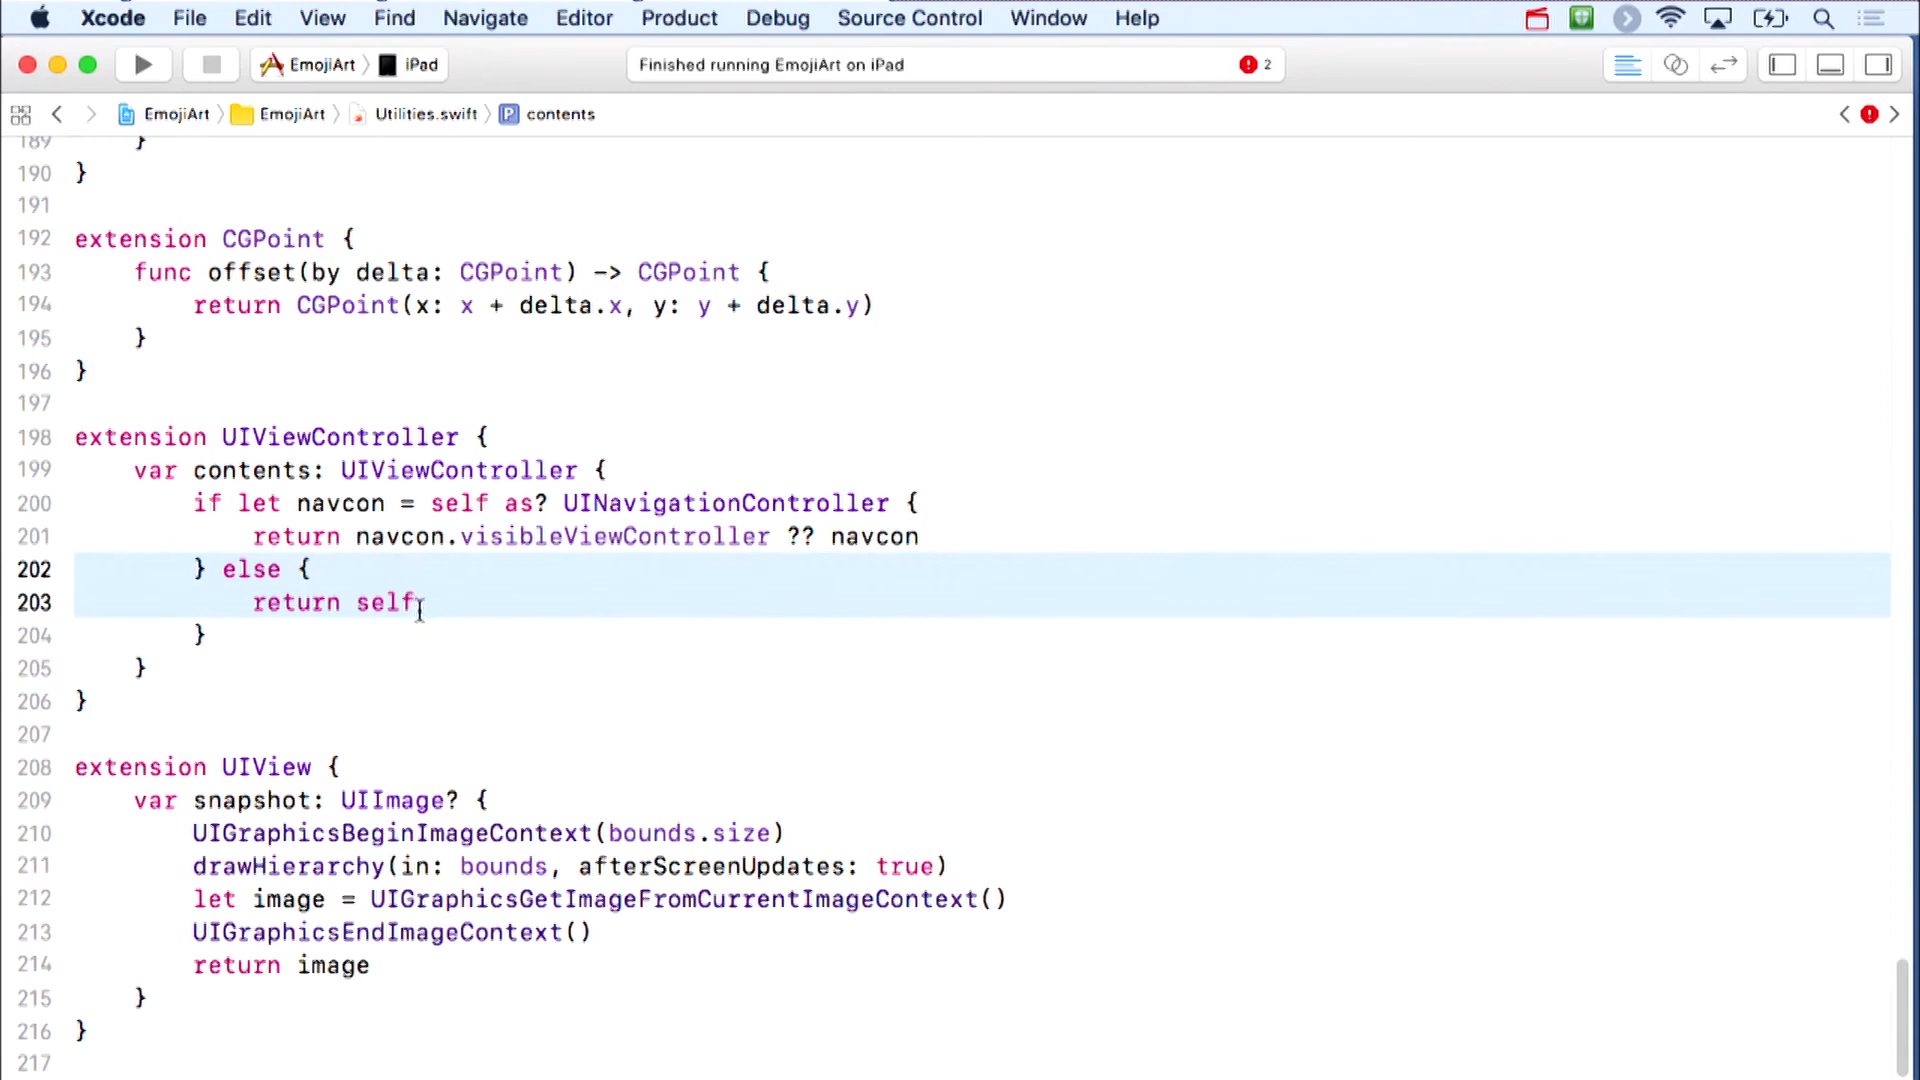 Xcode File Edit View Find Navigate Editor Product Debug Source Control Window Help
EmojiArt iPad Finished running EmojiArt on iPad 2
EmojiArt EmojiArt Utilities.swift P contents
189 }
190 }
191
192 extension CGPoint {
193 func offset(by delta: CGPoint) -> CGPoint {
194 return CGPoint(x: x + delta.x, y: y + delta.y)
195 }
196 }
197
198 extension UIViewController {
199 var contents: UIViewController {
200 if let navcon = self as? UINavigationController {
201 return navcon.visibleViewController ?? navcon
202 } else {
203 return self
204 }
205 }
206 }
207
208 extension UIView {
209 var snapshot: UIImage? {
210 UIGraphicsBeginImageContext(bounds.size)
211 drawHierarchy(in: bounds, afterScreenUpdates: true)
212 let image = UIGraphicsGetImageFromCurrentImageContext()
213 UIGraphicsEndImageContext()
214 return image
215 }
216 }
217